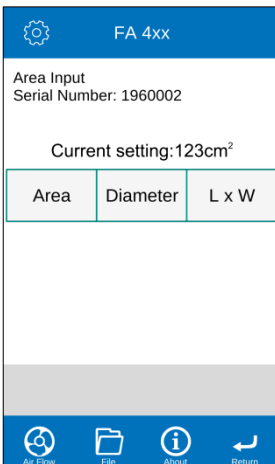 FA 4xx
Area Input
Serial Number: 1960002
Current setting:123cm²
Area Diameter L x W
Air Flow File About Return